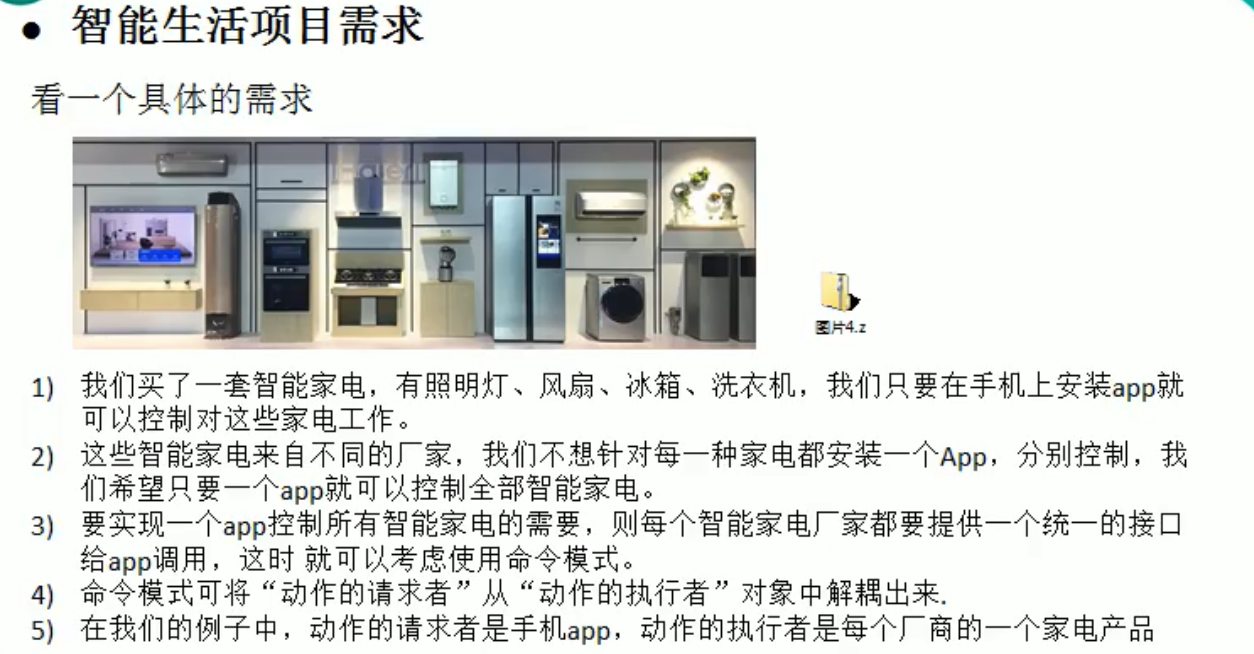 ● 智能生活项目需求
看一个具体的需求
Haier
图片4.z
1) 我们买了一套智能家电，有照明灯、风扇、冰箱、洗衣机，我们只要在手机上安装app就
可以控制对这些家电工作。
2) 这些智能家电来自不同的厂家，我们不想针对每一种家电都安装一个App，分别控制，我
们希望只要一个app就可以控制全部智能家电。
3) 要实现一个app控制所有智能家电的需要，则每个智能家电厂家都要提供一个统一的接口
给app调用，这时 就可以考虑使用命令模式。
4) 命令模式可将“动作的请求者”从“动作的执行者”对象中解耦出来.
5) 在我们的例子中，动作的请求者是手机app，动作的执行者是每个厂商的一个家电产品